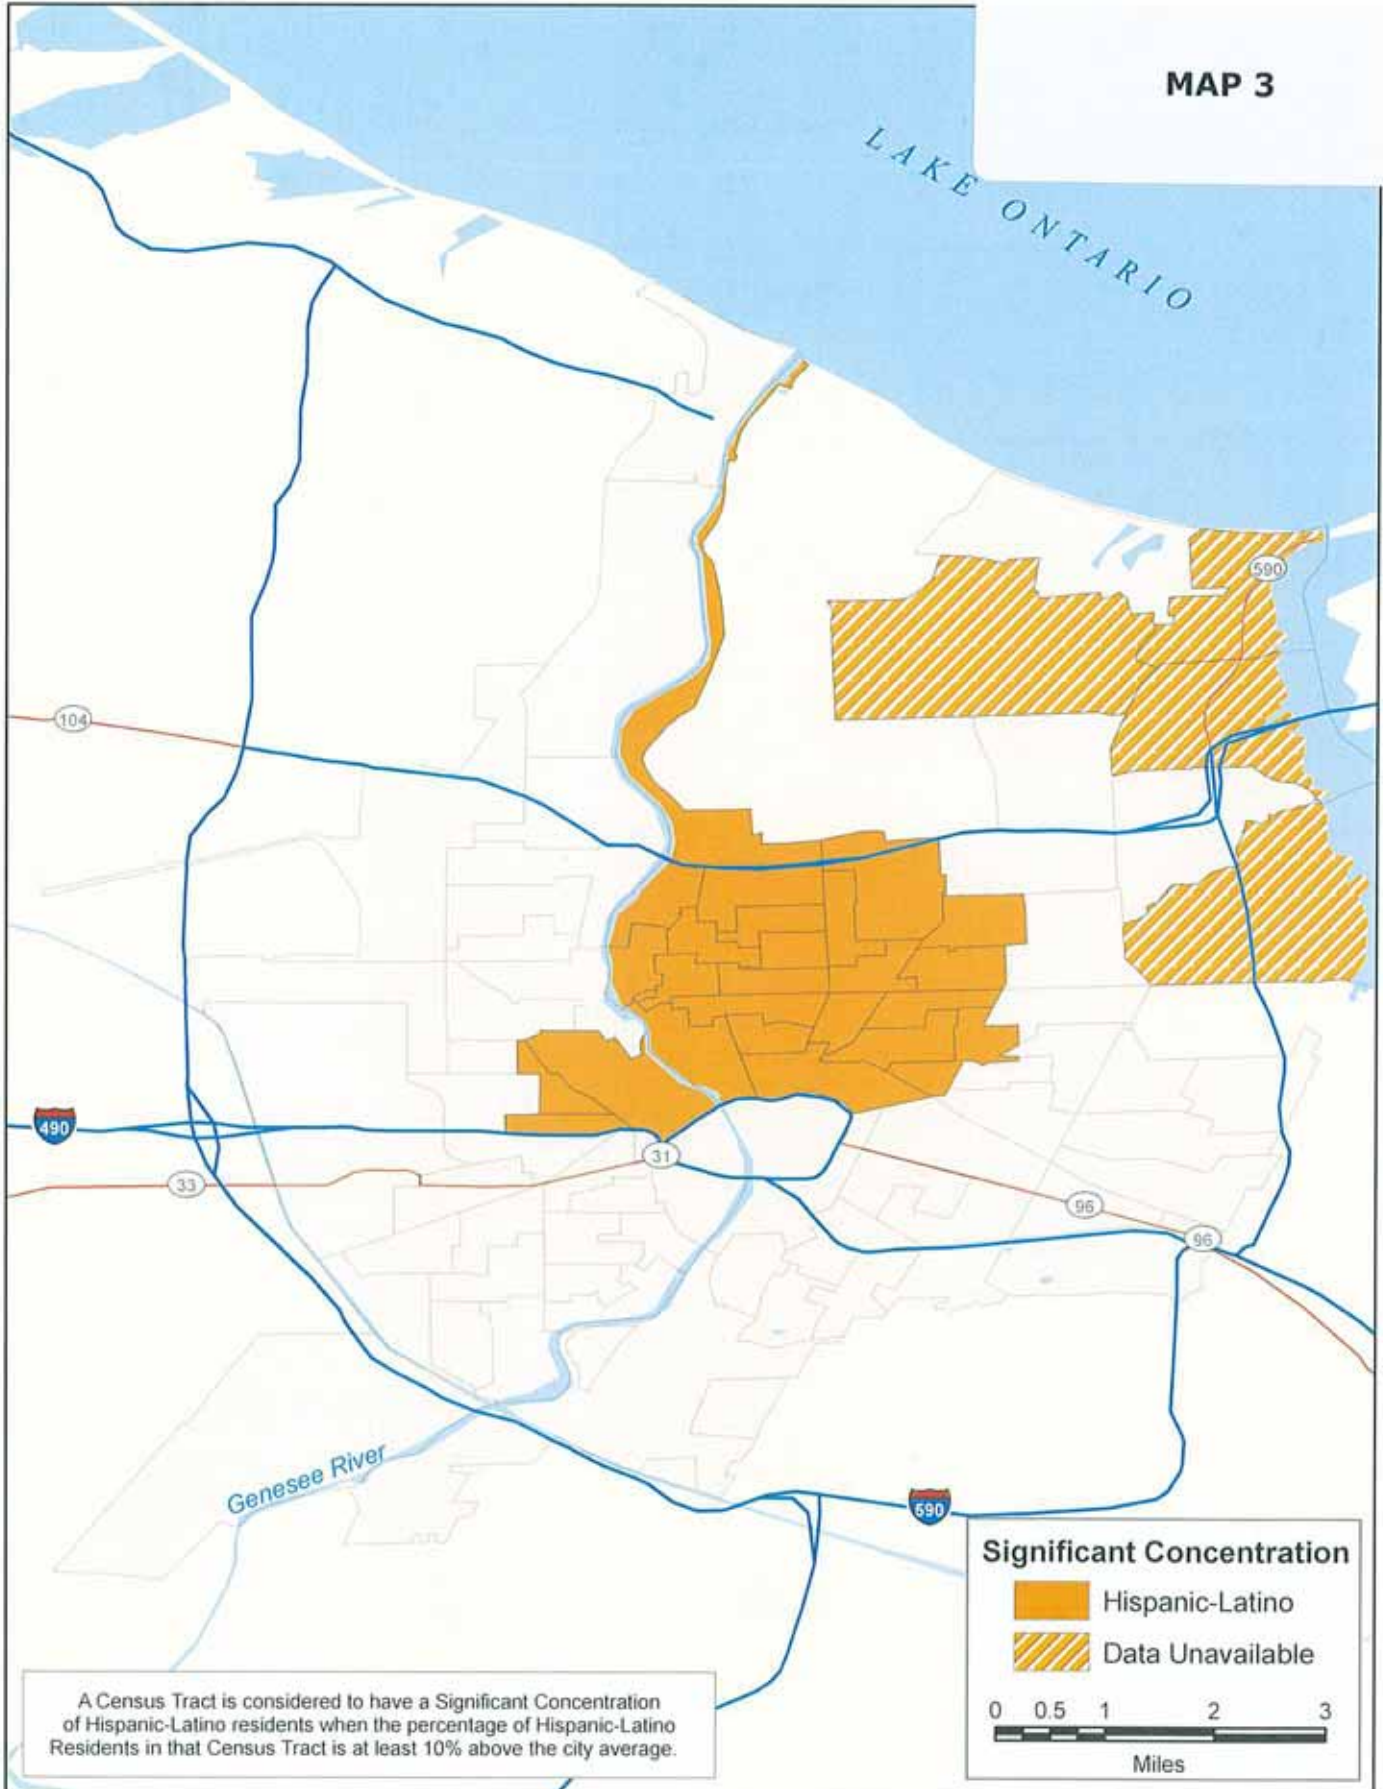 MAP 3
LAKE ONTARIO
590
104
490
33
31
96
96
Genesee River
590
Significant Concentration
Hispanic-Latino
Data Unavailable
0 0.5 1 2 3
Miles
A Census Tract is considered to have a Significant Concentration
of Hispanic-Latino residents when the percentage of Hispanic-Latino
Residents in that Census Tract is at least 10% above the city average.